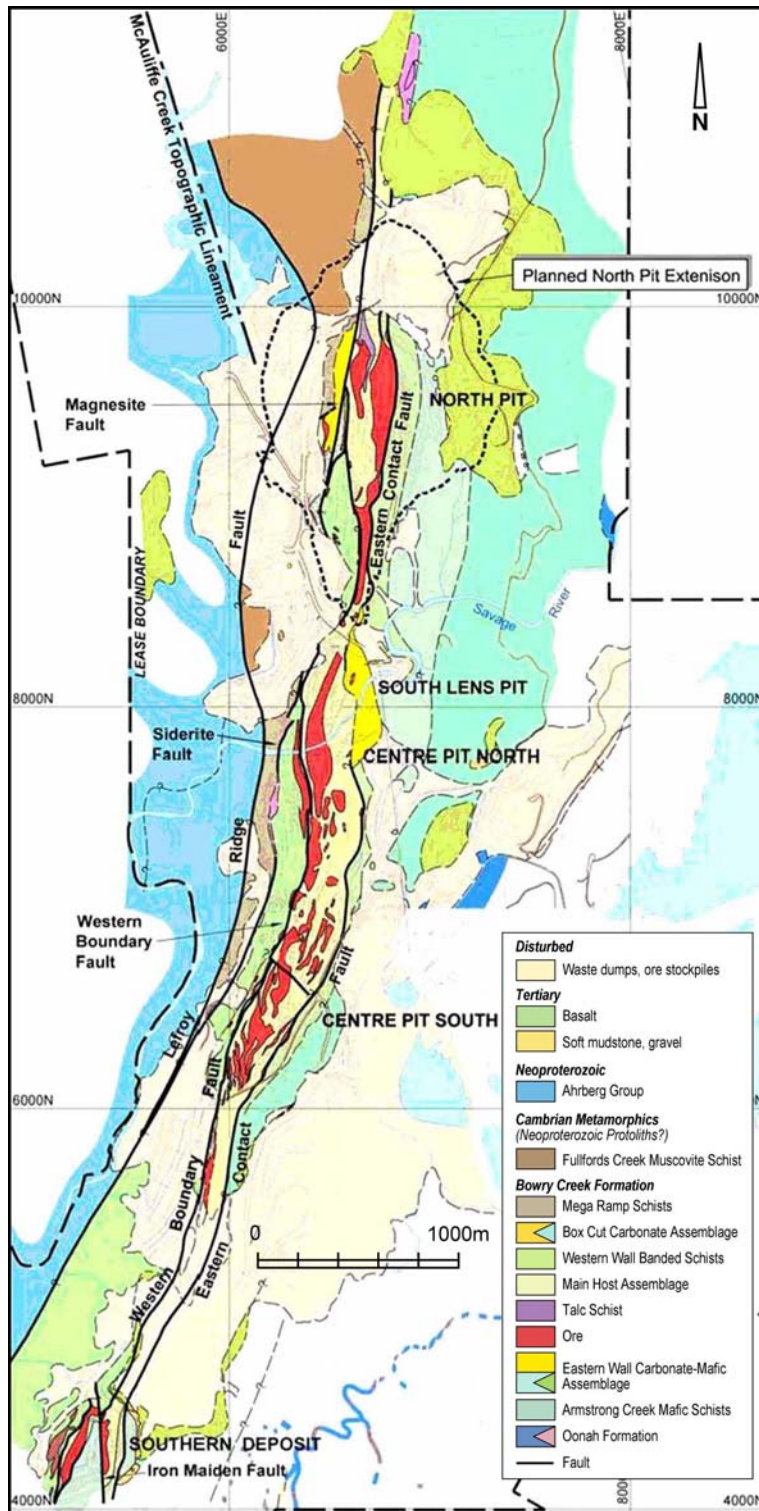 6000E
8000E
McAuliffe Creek Topographic Lineament
N
Planned North Pit Extenison
10000N
10000N
Magnesite
Fault
NORTH PIT
Eastern Contact Fault
Fault
LEASE BOUNDARY
Savage River
SOUTH LENS PIT
8000N
8000N
Siderite
Fault
CENTRE PIT NORTH
Ridge
Western
Boundary
Fault
Fault
CENTRE PIT SOUTH
Lefroy
Fault
6000N
Contact
Boundary
0 1000m
Eastern
Western
SOUTHERN DEPOSIT
Iron Maiden Fault
4000N
4000N
Disturbed
Waste dumps, ore stockpiles
Tertiary
Basalt
Soft mudstone, gravel
Neoproterozoic
Ahrberg Group
Cambrian Metamorphics
(Neoproterozoic Protoliths?)
Fullfords Creek Muscovite Schist
Bowry Creek Formation
Mega Ramp Schists
Box Cut Carbonate Assemblage
Western Wall Banded Schists
Main Host Assemblage
Talc Schist
Ore
Eastern Wall Carbonate-Mafic
Assemblage
Armstrong Creek Mafic Schists
Oonah Formation
Fault